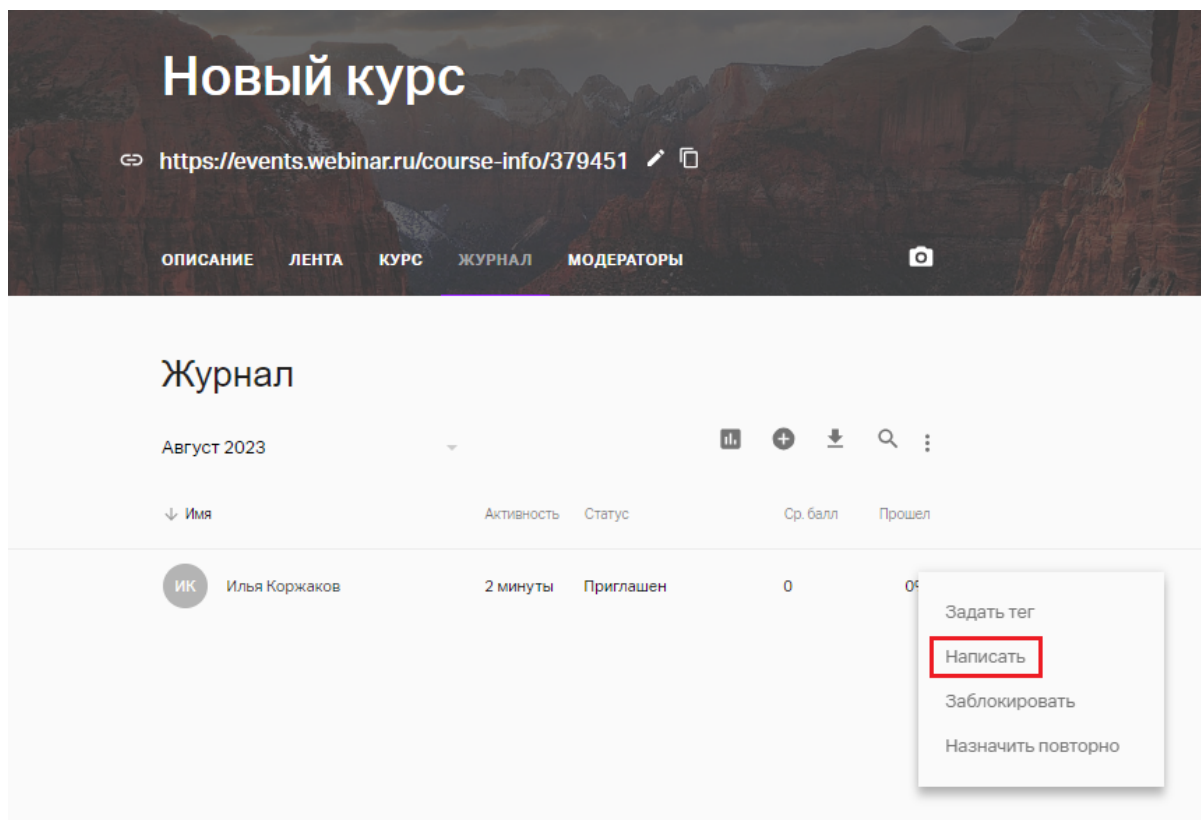 Новый курс
https://events.webinar.ru/course-info/379451
ОПИСАНИЕ ЛЕНТА КУРС ЖУРНАЛ МОДЕРАТОРЫ
Журнал
Август 2023
Имя Активность Статус Ср. балл Прошел
ИК Илья Коржаков 2 минуты Приглашен 0 0%
Задать тег
Написать
Заблокировать
Назначить повторно